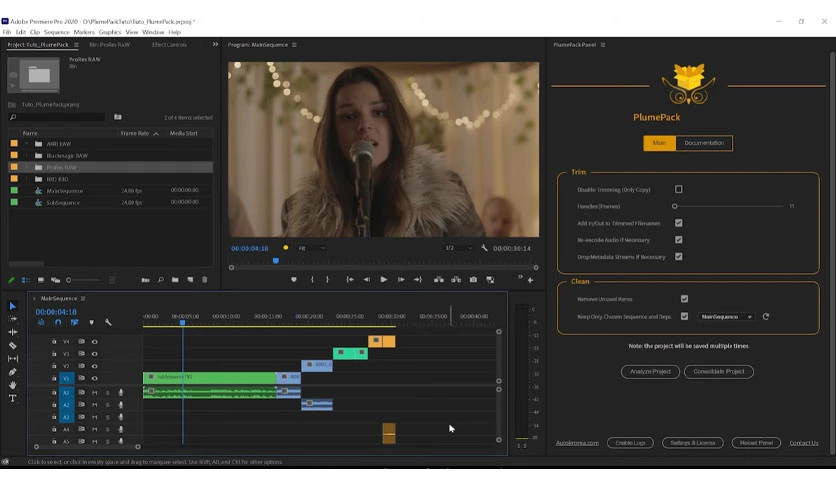 Adobe Premiere Pro 2020 - D:\PlumePackTuto\Tuto_PlumePack.prproj *
File Edit Clip Sequence Markers Graphics View Window Help
Project: Tuto_PlumePack
Bin: ProRes RAW
Effect Controls
Program: MainSequence
PlumePack Panel
ProRes RAW
Bin
Tuto_PlumePack.prproj
1 of 6 items selected
Name Frame Rate Media Start
ARRI RAW
Blackmagic RAW
ProRes RAW
RED R3D
MainSequence 24,00 fps 00:00:00:00
SubSequence 24,00 fps 00:00:00:00
00:00:04:18 Fit 1/2 00:00:30:14
PlumePack
Main Documentation
Trim
Disable Trimming (Only Copy)
Handles (Frames) 11
Add In/Out to Trimmed Filenames
Re-encode Audio if Necessary
Drop Metadata Streams if Necessary
Clean
Remove Unused Items
Keep Only Chosen Sequence and Deps MainSequence
Note: the project will be saved multiple times
Analyze Project Consolidate Project
Autokroma.com Enable Logs Settings & License Reload Panel Contact Us
MainSequence
00:00:04:18
:00:00 00:00:05:00 00:00:10:00 00:00:15:00 00:00:20:00 00:00:25:00 00:00:30:00 00:00:35:00 00:00:40:00
V4
V3
V2
V1 SubSequence [V]
A1 M S
A2 M S
A3 M S
A4 M S
A5 M S
S S
Click to select, or click in empty space and drag to marquee select. Use Shift, Alt, and Ctrl for other options.